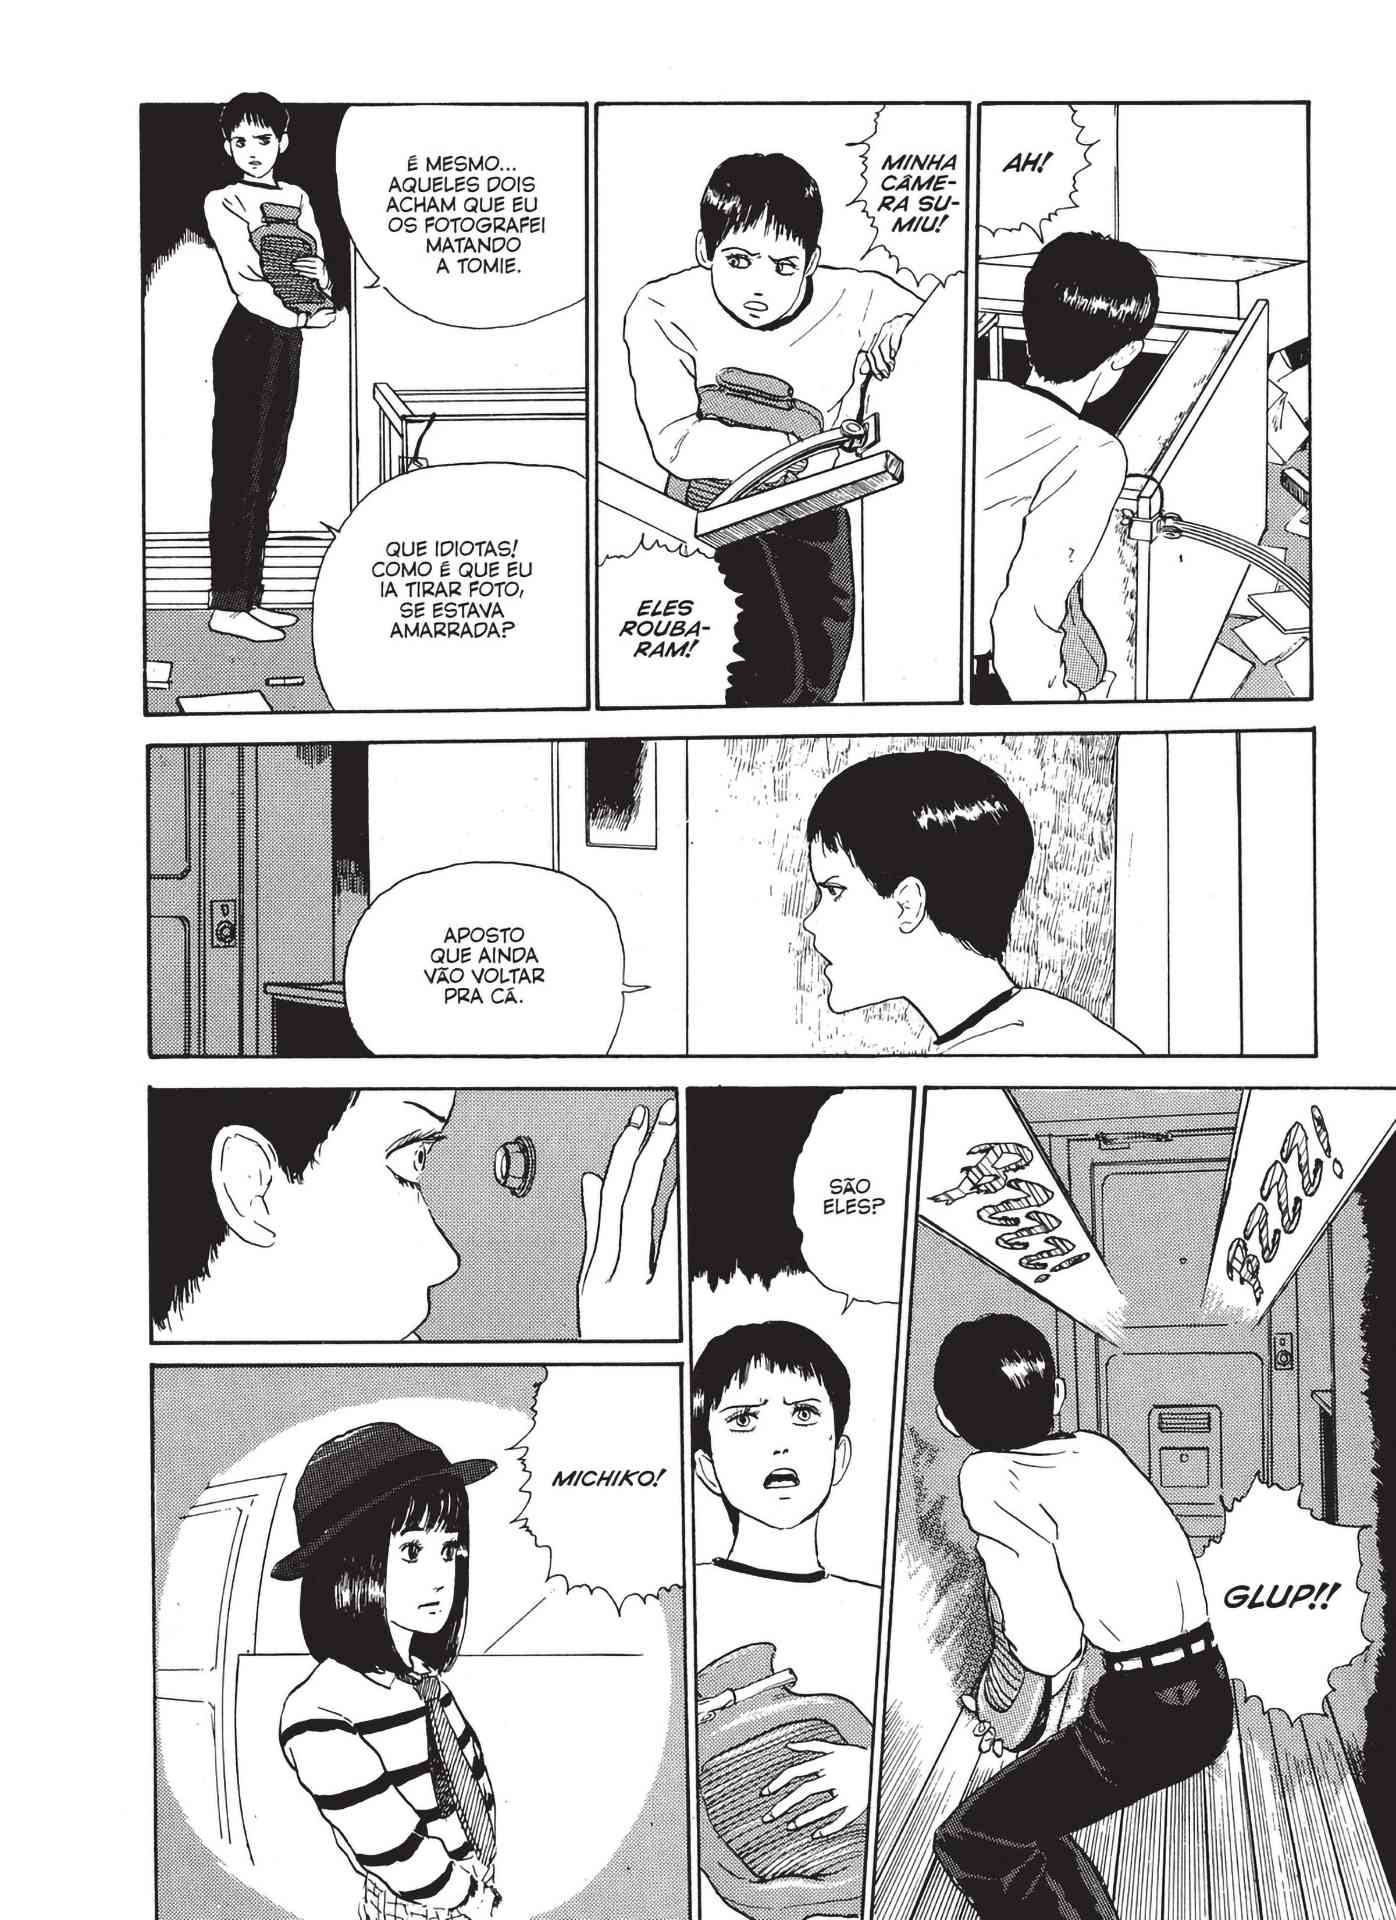 AH!
MINHA
CÂME-
RA SU-
MIU!
ELES
ROUBA-
RAM!
É MESMO...
AQUELES DOIS
ACHAM QUE EU
OS FOTOGRAFEI
MATANDO
A TOMIE.
QUE IDIOTAS!
COMO É QUE EU
IA TIRAR FOTO,
SE ESTAVA
AMARRADA?
APOSTO
QUE AINDA
VÃO VOLTAR
PRA CÁ.
BZZZ!
BZZZ!
GLUP!!
SÃO
ELES?
MICHIKO!